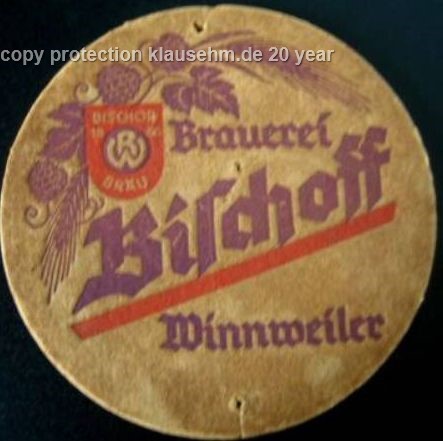 copy protection klausehm.de 20 year
BISCHOFF
18 66
BRÄU
Brauerei
Bischoff
Winnweiler